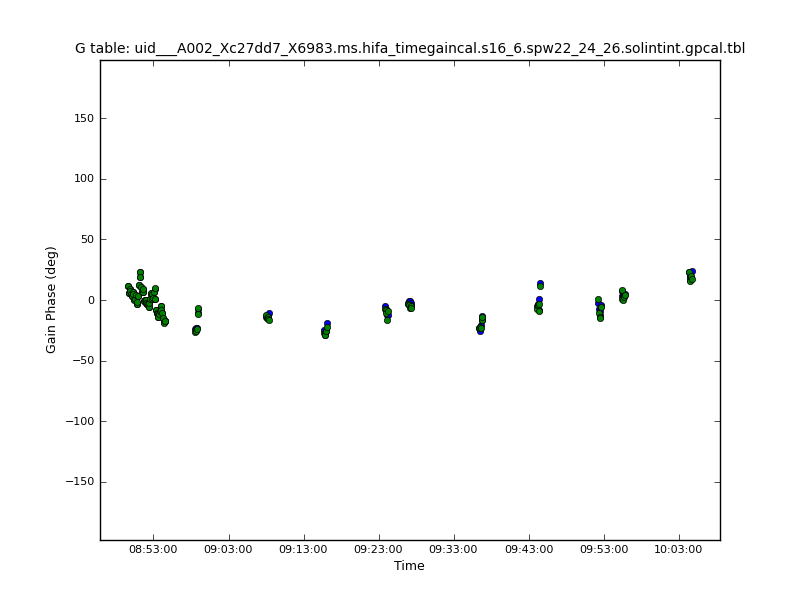 G table: uid___A002_Xc27dd7_X6983.ms.hifa_timegaincal.s16_6.spw22_24_26.solintint.gpcal.tbl
Gain Phase (deg)
150
100
50
0
−50
−100
−150
08:53:00 09:03:00 09:13:00 09:23:00 09:33:00 09:43:00 09:53:00 10:03:00
Time